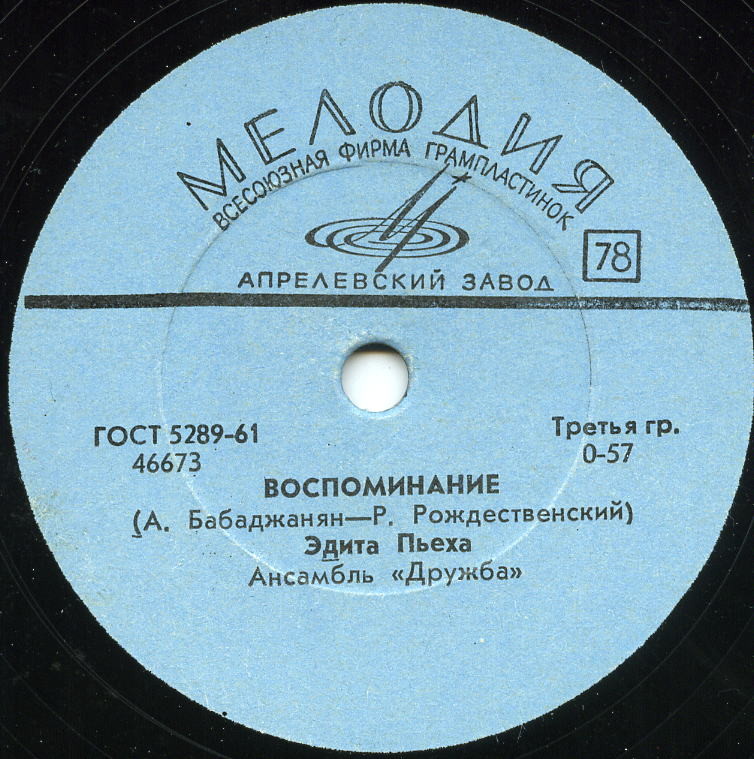 МЕЛОДИЯ
ВСЕСОЮЗНАЯ ФИРМА ГРАМПЛАСТИНОК
78
АПРЕЛЕВСКИЙ ЗАВОД
ГОСТ 5289-61
Третья гр.
46673
0-57
ВОСПОМИНАНИЕ
(А. Бабаджанян—Р. Рождественский)
Эдита Пьеха
Ансамбль «Дружба»